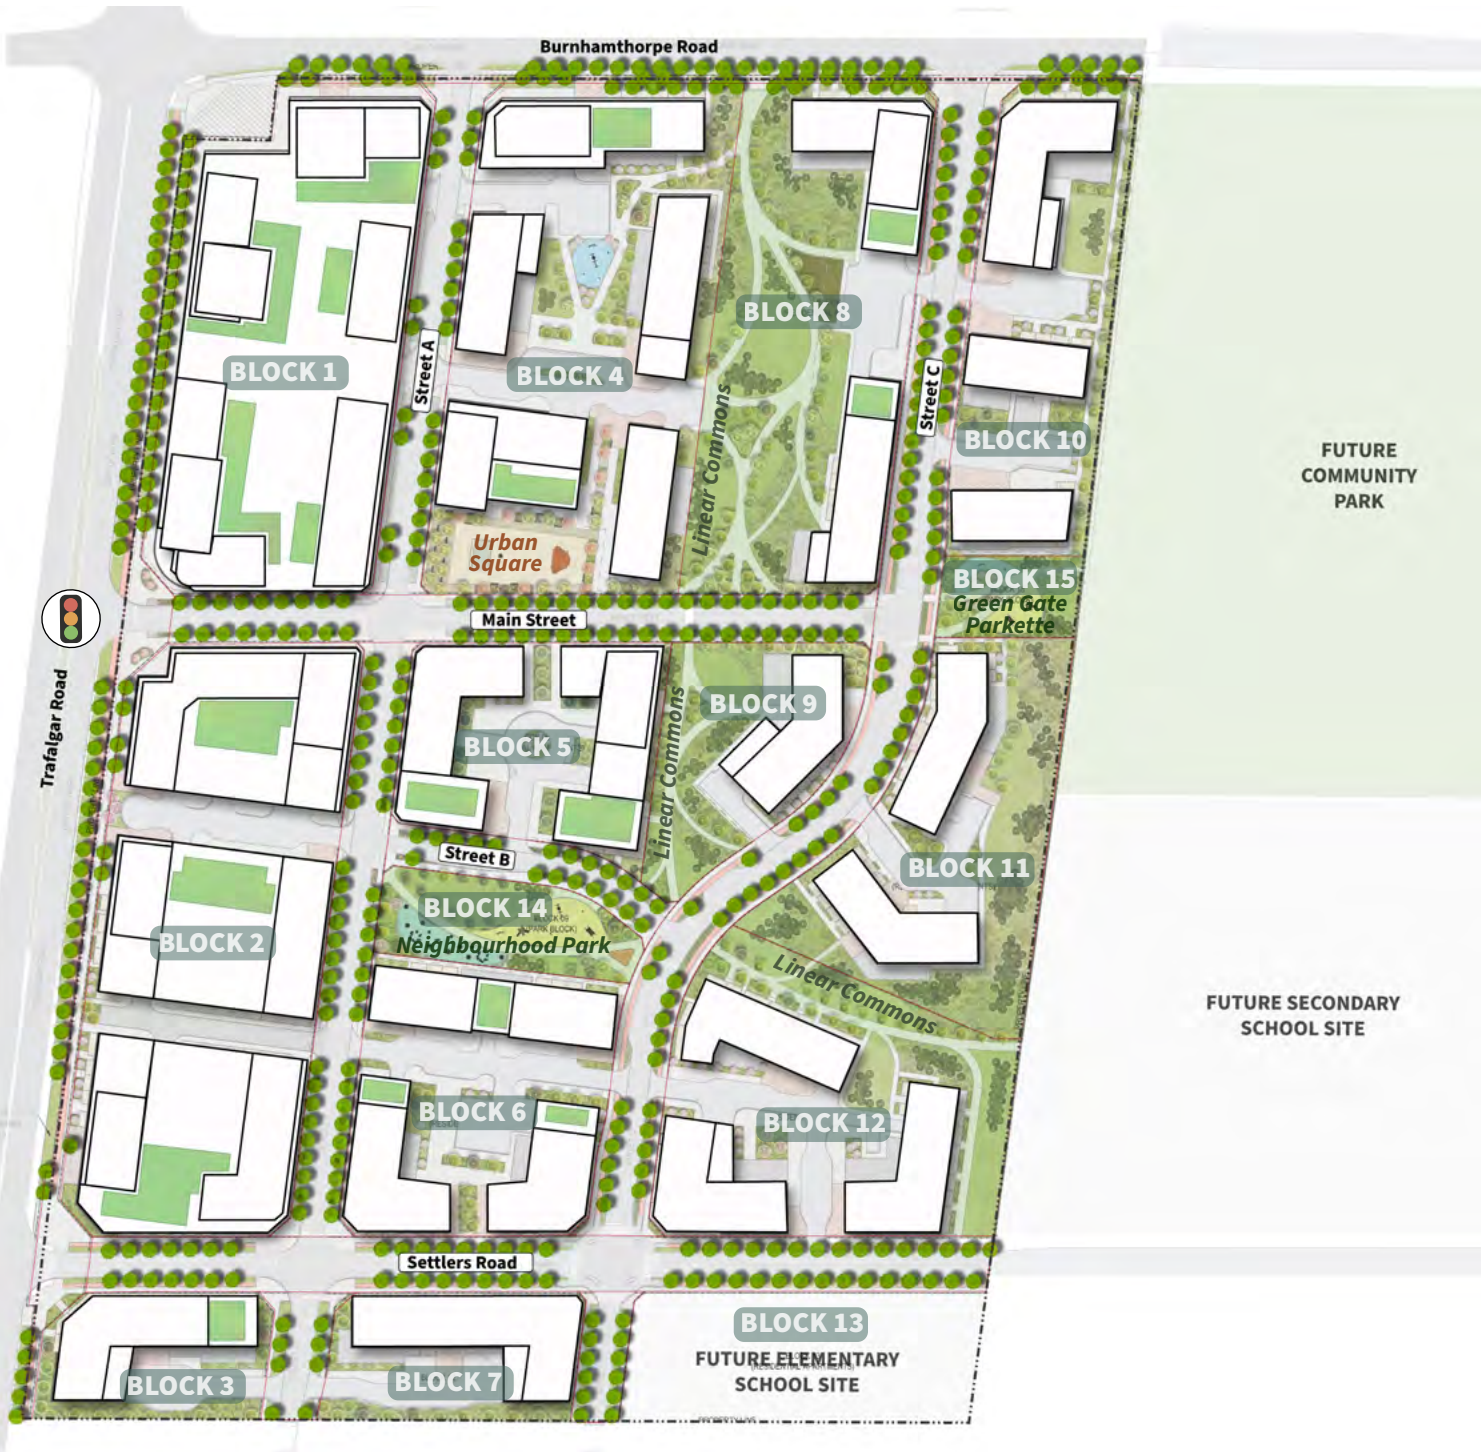 Burnhamthorpe Road
BLOCK 8
BLOCK 1
Street A
BLOCK 4
Street C
Linear Commons
BLOCK 10
FUTURE
COMMUNITY
PARK
Urban
Square
BLOCK 15
Green Gate
Parkette
Main Street
Trafalgar Road
BLOCK 9
BLOCK 5
Linear Commons
Street B
BLOCK 11
BLOCK 14
(PARK BLOCK)
Neighbourhood Park
BLOCK 2
Linear Commons
FUTURE SECONDARY
SCHOOL SITE
BLOCK 6
BLOCK 12
Settlers Road
BLOCK 13
FUTURE ELEMENTARY
SCHOOL SITE
BLOCK 3
BLOCK 7